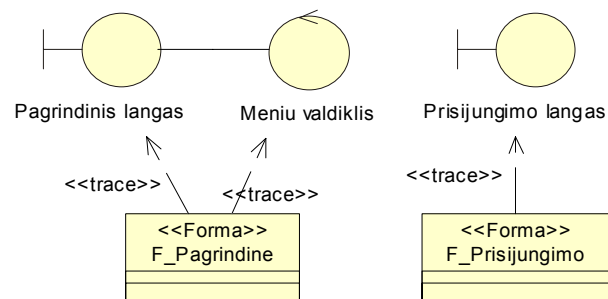 Pagrindinis langas
Meniu valdiklis
Prisijungimo langas
<<trace>>
<<trace>>
<<trace>>
<<Forma>>
F_Pagrindine
<<Forma>>
F_Prisijungimo